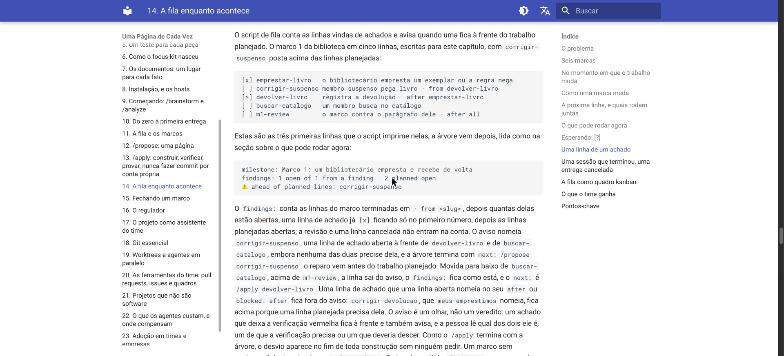 14. A fila enquanto acontece
Buscar
Uma Página de Cada Vez
5. Um teste para cada peça
6. Como o focus-kit nasceu
7. Os documentos: um lugar
para cada fato
8. Instalação, e os hosts
9. Começando: /brainstorm e
/analyze
10. Do zero à primeira entrega
11. A fila e os marcos
12. /propose: uma página
13. /apply: construir, verificar,
provar, nunca fazer commit por
conta própria
14. A fila enquanto acontece
15. Fechando um marco
16. O regulador
17. O projeto como assistente
do time
18. Git essencial
19. Worktrees e agentes em
paralelo
20. As ferramentas do time: pull
requests, issues e quadros
21. Projetos que não são
software
22. O que os agentes custam, e
onde compensam
23. Adoção em times e
empresas
O script de fila conta as linhas vindas de achados e avisa quando uma fica à frente do trabalho
planejado. O marco 1 da biblioteca em cinco linhas, escritas para este capítulo, com corrigir-
suspenso posta acima das linhas planejadas:
[x] emprestar-livro o bibliotecário empresta um exemplar ou a regra nega
[ ] corrigir-suspenso membro suspenso pega livro · from devolver-livro
[s] devolver-livro registra a devolução · after emprestar-livro
[ ] buscar-catalogo um membro busca no catálogo
[ ] m1-review o marco contra o parágrafo dele · after all
Estas são as três primeiras linhas que o script imprime nelas, a árvore vem depois, lida como na
seção sobre o que pode rodar agora:
milestone: Marco 1: um bibliotecário empresta e recebe de volta
findings: 1 open of 1 from a finding · 2 planned open
⚠ ahead of planned lines: corrigir-suspenso
O findings: conta as linhas do marco terminadas em · from <slug>, depois quantas delas
estão abertas, uma linha de achado já [x] ficando só no primeiro número, depois as linhas
planejadas abertas; a revisão e uma linha cancelada não entram na conta. O aviso nomeia
corrigir-suspenso, uma linha de achado aberta à frente de devolver-livro e de buscar-
catalogo, embora nenhuma das duas precise dela, e a árvore termina com next: /propose
corrigir-suspenso: o reparo vem antes do trabalho planejado. Movida para baixo de buscar-
catalogo, acima de m1-review, a linha sai do aviso, o findings: fica como está, e o next: é
/apply devolver-livro. Uma linha de achado que uma linha aberta nomeia no seu after ou
blocked: after fica fora do aviso: corrigir-devolucao, que meus-emprestimos nomeia, fica
acima porque uma linha planejada precisa dela. O aviso é um olhar, não um veredito: um achado
que deixa a verificação vermelha fica à frente e também avisa, e a pessoa lê qual dos dois ele é,
um de que a verificação precisa ou um que deveria descer. Como o /apply termina com a
árvore, o desvio aparece no fim de toda construção sem ninguém pedir. Um marco sem
Índice
O problema
Seis marcas
No momento em que o trabalho
muda
Como uma marca muda
A próxima linha, e quais rodam
juntas
O que pode rodar agora
Esperando: [?]
Uma linha de um achado
Uma sessão que terminou, uma
entrega cancelada
A fila como quadro kanban
O que o time ganha
Pontos-chave